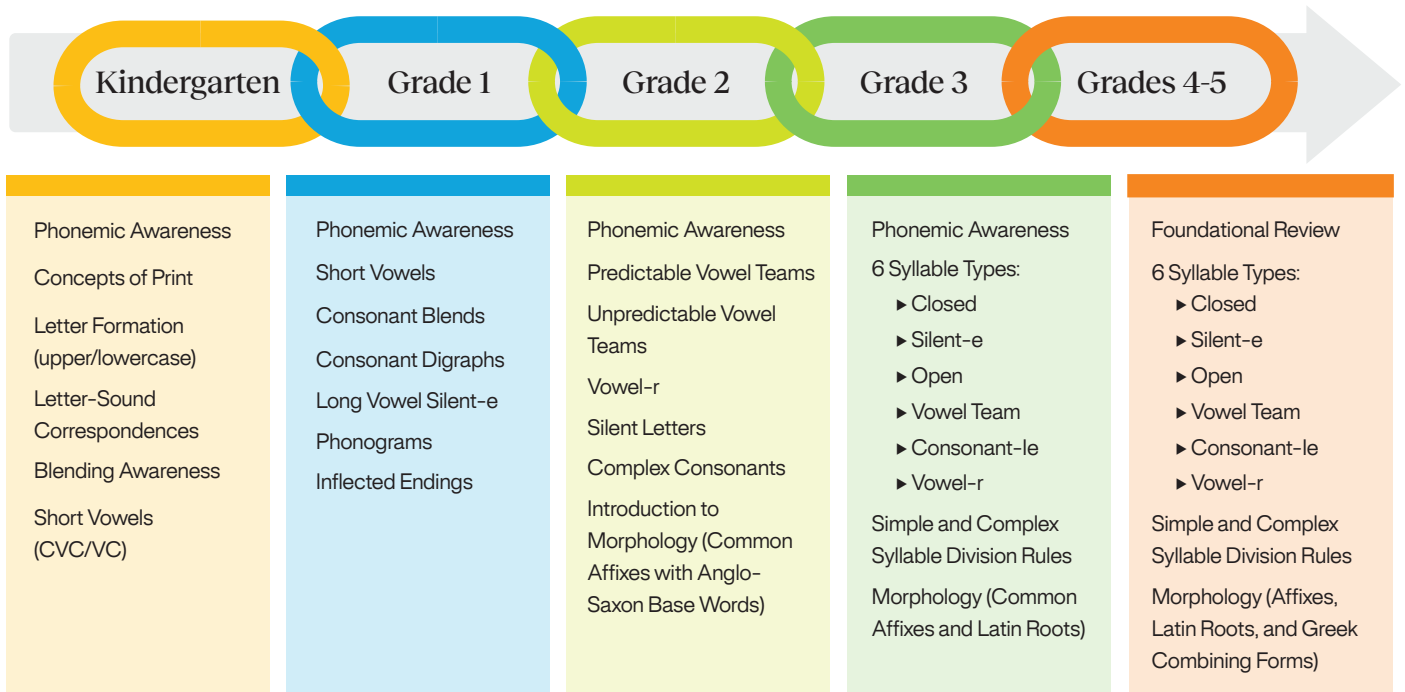 Kindergarten
Grade 1
Grade 2
Grade 3
Grades 4-5
Phonemic Awareness
Concepts of Print
Letter Formation
(upper/lowercase)
Letter-Sound
Correspondences
Blending Awareness
Short Vowels
(CVC/VC)
Phonemic Awareness
Short Vowels
Consonant Blends
Consonant Digraphs
Long Vowel Silent-e
Phonograms
Inflected Endings
Phonemic Awareness
Predictable Vowel Teams
Unpredictable Vowel
Teams
Vowel-r
Silent Letters
Complex Consonants
Introduction to
Morphology (Common
Affixes with Anglo-
Saxon Base Words)
Phonemic Awareness
6 Syllable Types:
▸ Closed
▸ Silent-e
▸ Open
▸ Vowel Team
▸ Consonant-le
▸ Vowel-r
Simple and Complex
Syllable Division Rules
Morphology (Common
Affixes and Latin Roots)
Foundational Review
6 Syllable Types:
▸ Closed
▸ Silent-e
▸ Open
▸ Vowel Team
▸ Consonant-le
▸ Vowel-r
Simple and Complex
Syllable Division Rules
Morphology (Affixes,
Latin Roots, and Greek
Combining Forms)